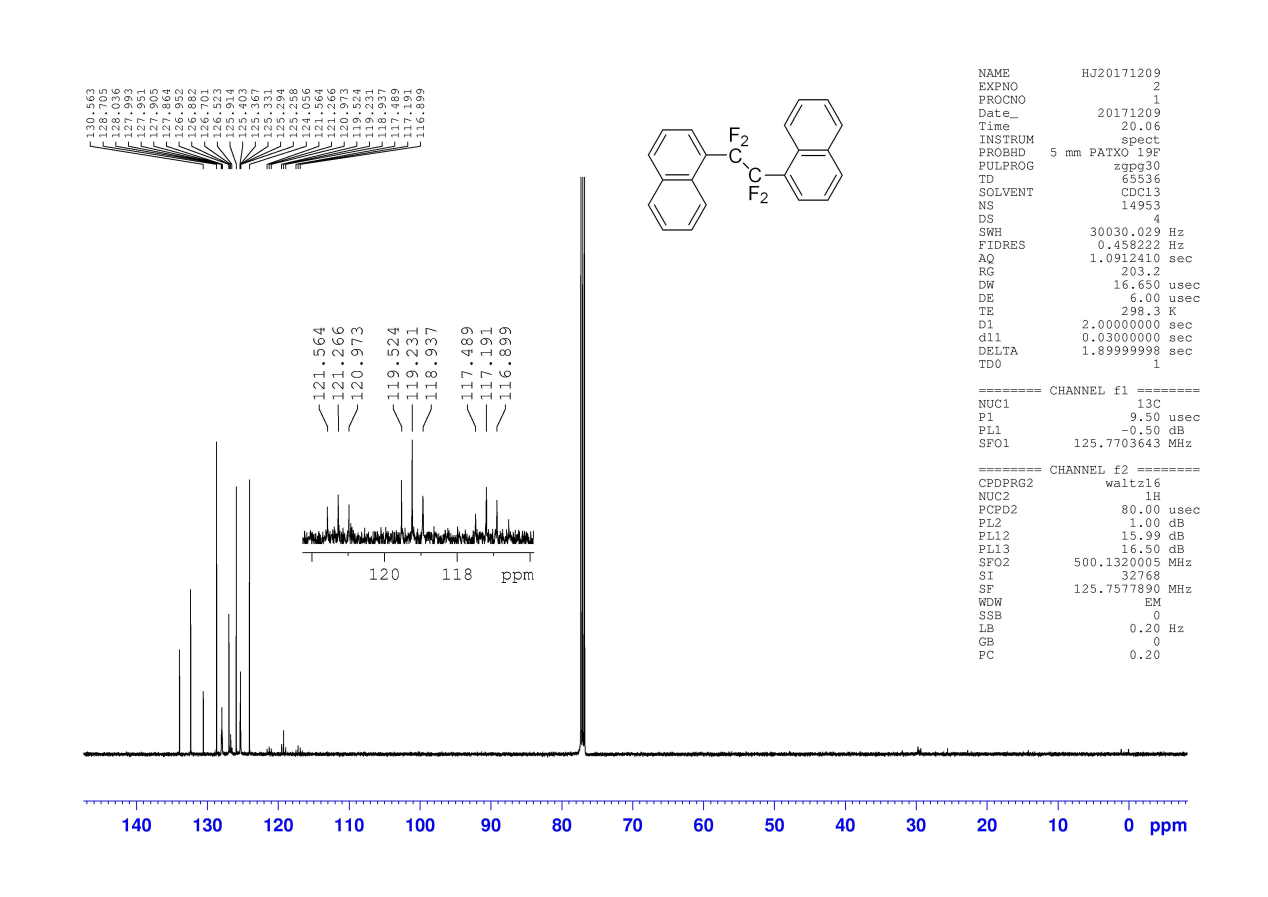 130.563
128.705
128.036
127.993
127.951
127.905
127.864
126.952
126.882
126.701
126.523
125.914
125.403
125.367
125.331
125.294
125.258
124.056
121.564
121.266
120.973
119.524
119.231
118.937
117.489
117.191
116.899
F2
C
C
F2
121.564
121.266
120.973
119.524
119.231
118.937
117.489
117.191
116.899
120 118 ppm
NAME HJ20171209
EXPNO 2
PROCNO 1
Date_ 20171209
Time 20.06
INSTRUM spect
PROBHD 5 mm PATXO 19F
PULPROG zgpg30
TD 65536
SOLVENT CDCl3
NS 14953
DS 4
SWH 30030.029 Hz
FIDRES 0.458222 Hz
AQ 1.0912410 sec
RG 203.2
DW 16.650 usec
DE 6.00 usec
TE 298.3 K
D1 2.00000000 sec
d11 0.03000000 sec
DELTA 1.89999998 sec
TD0 1
======== CHANNEL f1 ========
NUC1 13C
P1 9.50 usec
PL1 -0.50 dB
SFO1 125.7703643 MHz
======== CHANNEL f2 ========
CPDPRG2 waltz16
NUC2 1H
PCPD2 80.00 usec
PL2 1.00 dB
PL12 15.99 dB
PL13 16.50 dB
SFO2 500.1320005 MHz
SI 32768
SF 125.7577890 MHz
WDW EM
SSB 0
LB 0.20 Hz
GB 0
PC 0.20
140 130 120 110 100 90 80 70 60 50 40 30 20 10 0 ppm